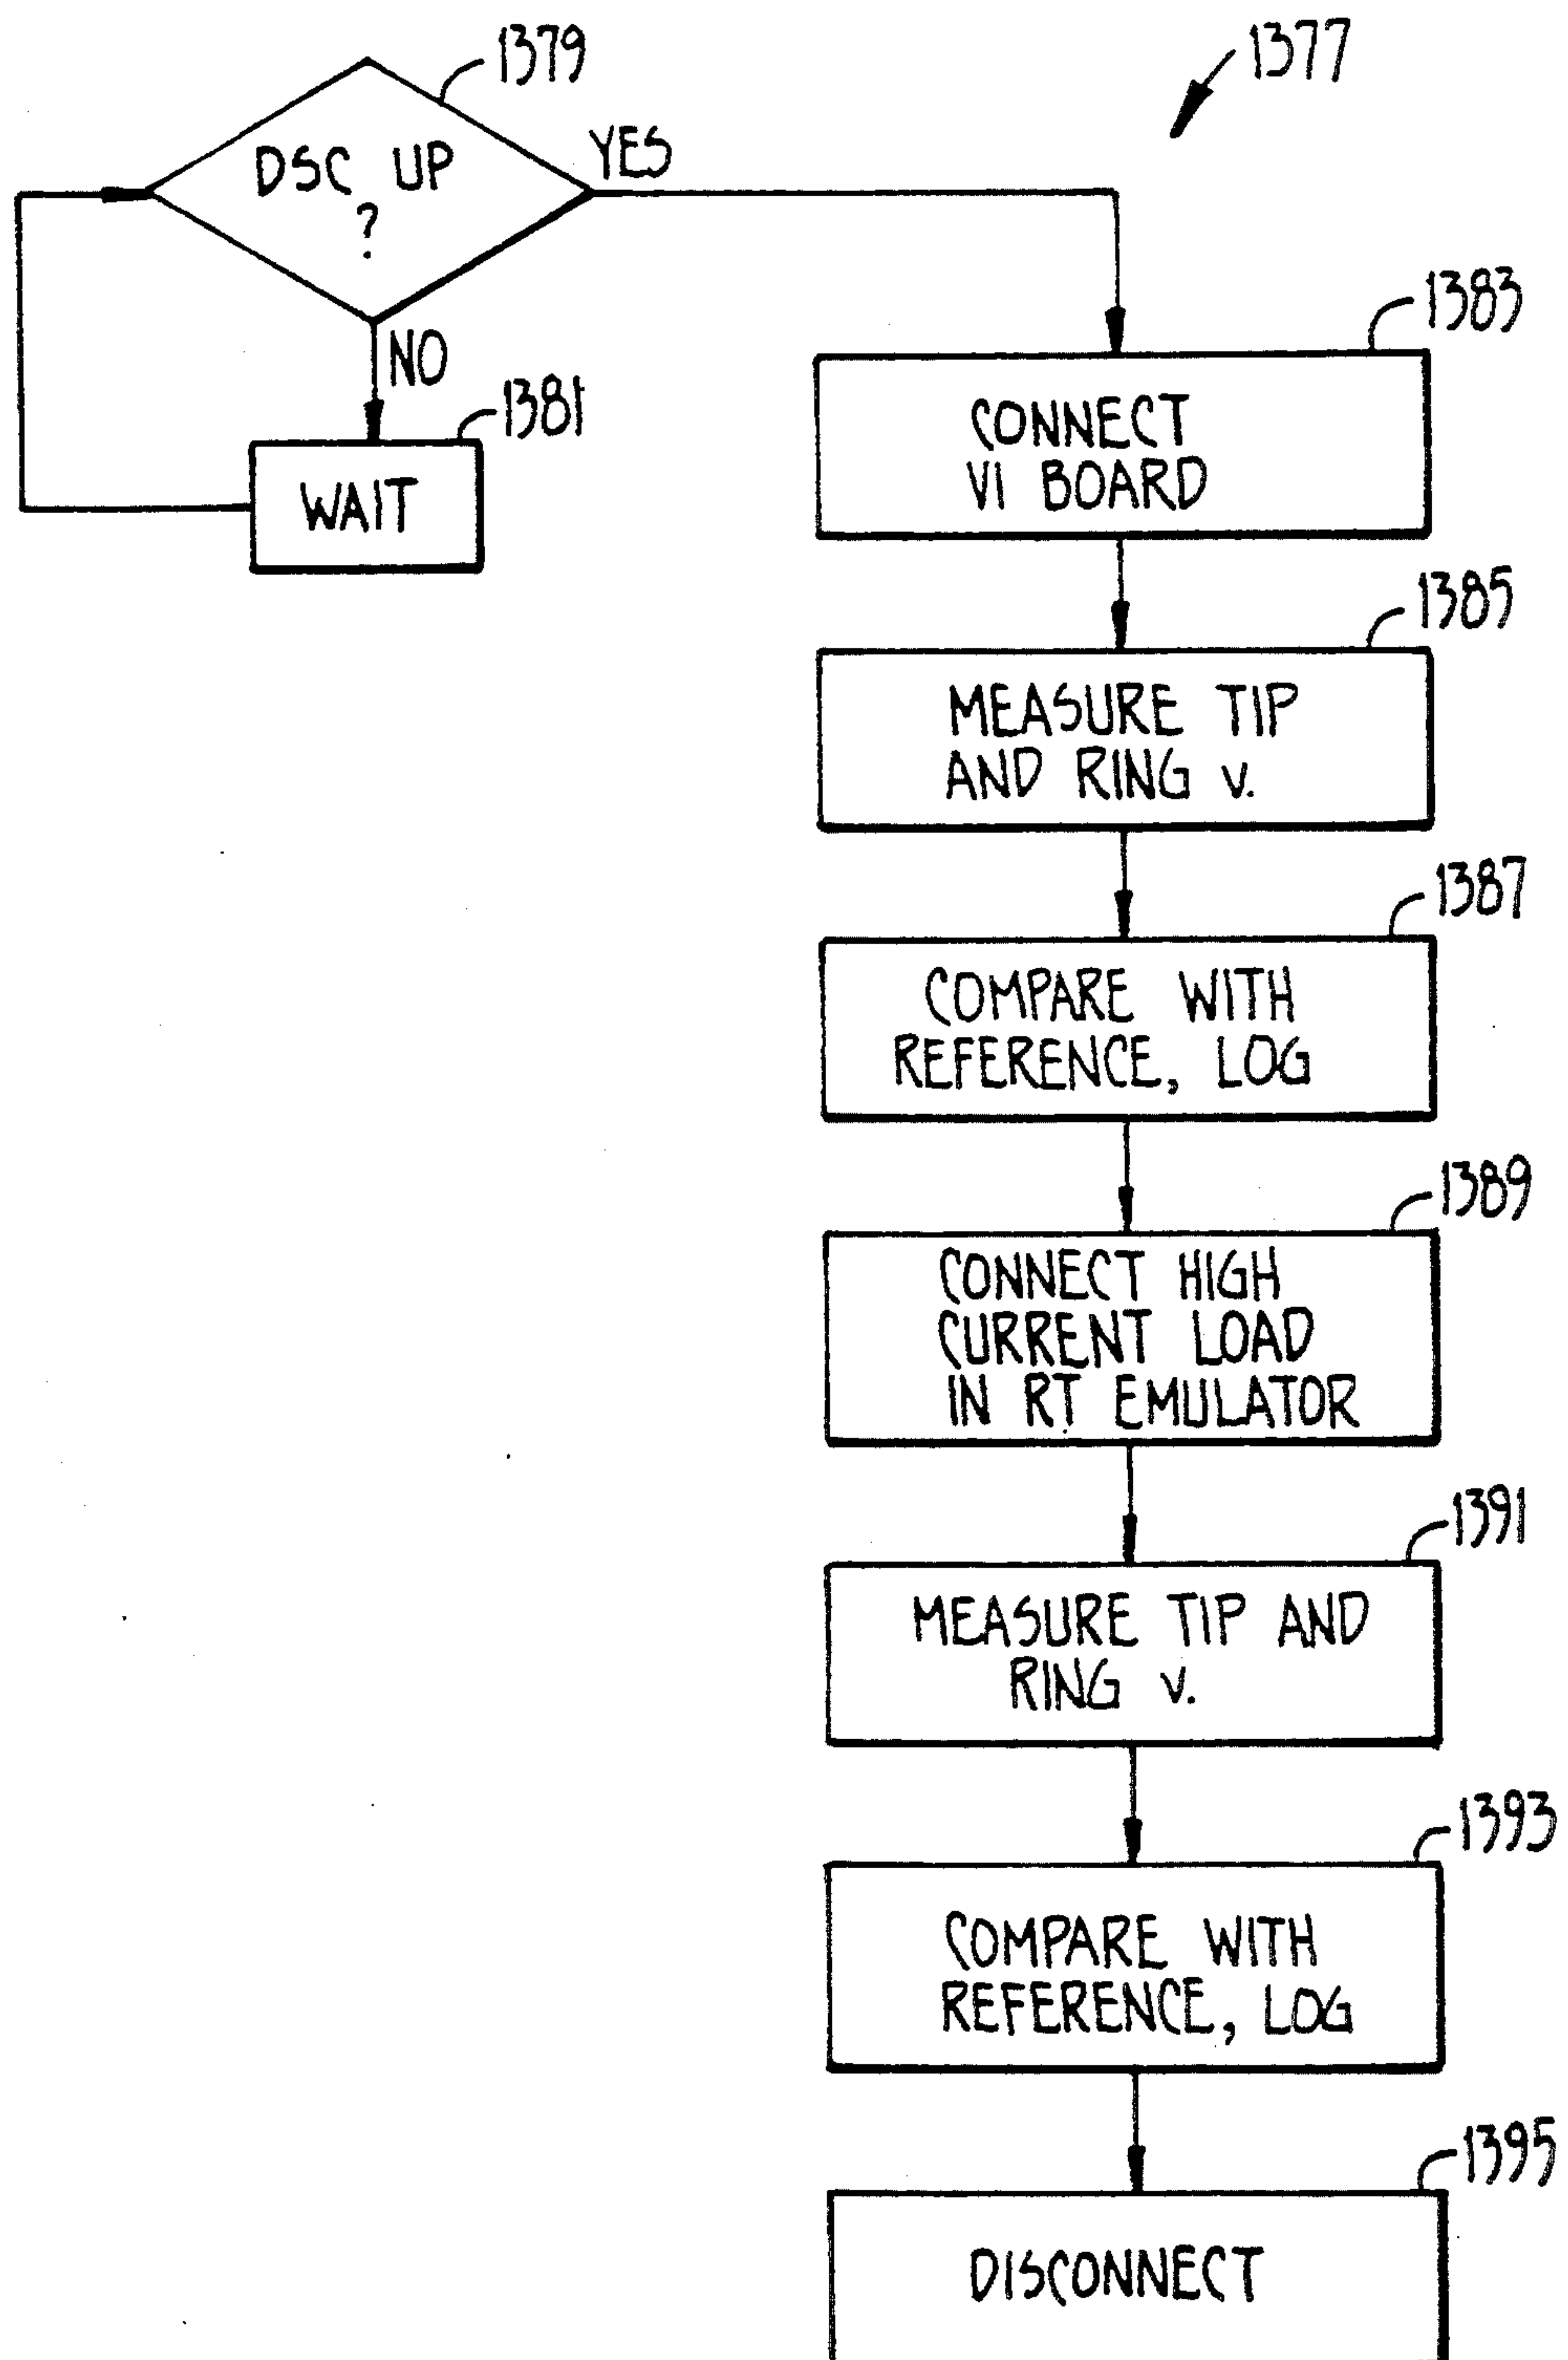 1379
1377
DSC UP
?
YES
NO
1381
WAIT
1383
CONNECT
VI BOARD
1385
MEASURE TIP
AND RING v.
1387
COMPARE WITH
REFERENCE, LOG
1389
CONNECT HIGH
CURRENT LOAD
IN RT EMULATOR
1391
MEASURE TIP AND
RING v.
1393
COMPARE WITH
REFERENCE, LOG
1395
DISCONNECT